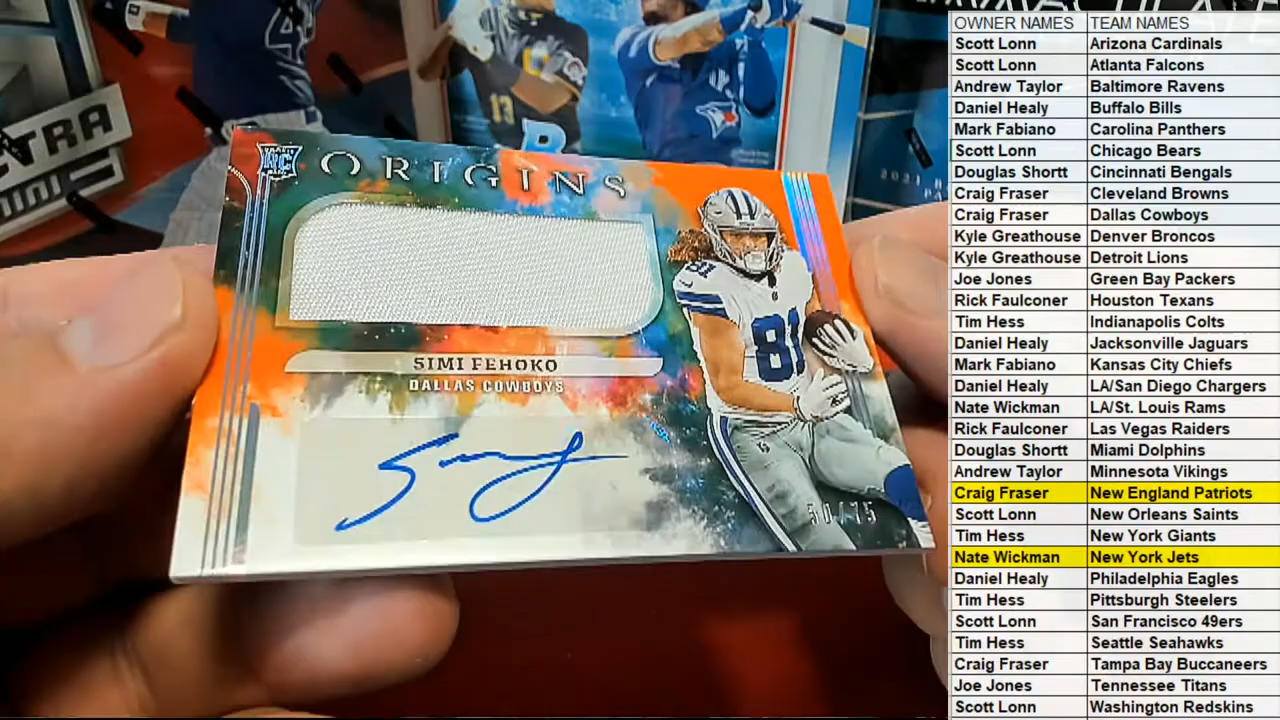 TRA
MINI
13
RC
ORIGINS
81
81
SIMI FEHOKO
DALLAS COWBOYS
50/75
OWNER NAMES TEAM NAMES
Scott Lonn Arizona Cardinals
Scott Lonn Atlanta Falcons
Andrew Taylor Baltimore Ravens
Daniel Healy Buffalo Bills
Mark Fabiano Carolina Panthers
Scott Lonn Chicago Bears
Douglas Shortt Cincinnati Bengals
Craig Fraser Cleveland Browns
Craig Fraser Dallas Cowboys
Kyle Greathouse Denver Broncos
Kyle Greathouse Detroit Lions
Joe Jones Green Bay Packers
Rick Faulconer Houston Texans
Tim Hess Indianapolis Colts
Daniel Healy Jacksonville Jaguars
Mark Fabiano Kansas City Chiefs
Daniel Healy LA/San Diego Chargers
Nate Wickman LA/St. Louis Rams
Rick Faulconer Las Vegas Raiders
Douglas Shortt Miami Dolphins
Andrew Taylor Minnesota Vikings
Craig Fraser New England Patriots
Scott Lonn New Orleans Saints
Tim Hess New York Giants
Nate Wickman New York Jets
Daniel Healy Philadelphia Eagles
Tim Hess Pittsburgh Steelers
Scott Lonn San Francisco 49ers
Tim Hess Seattle Seahawks
Craig Fraser Tampa Bay Buccaneers
Joe Jones Tennessee Titans
Scott Lonn Washington Redskins